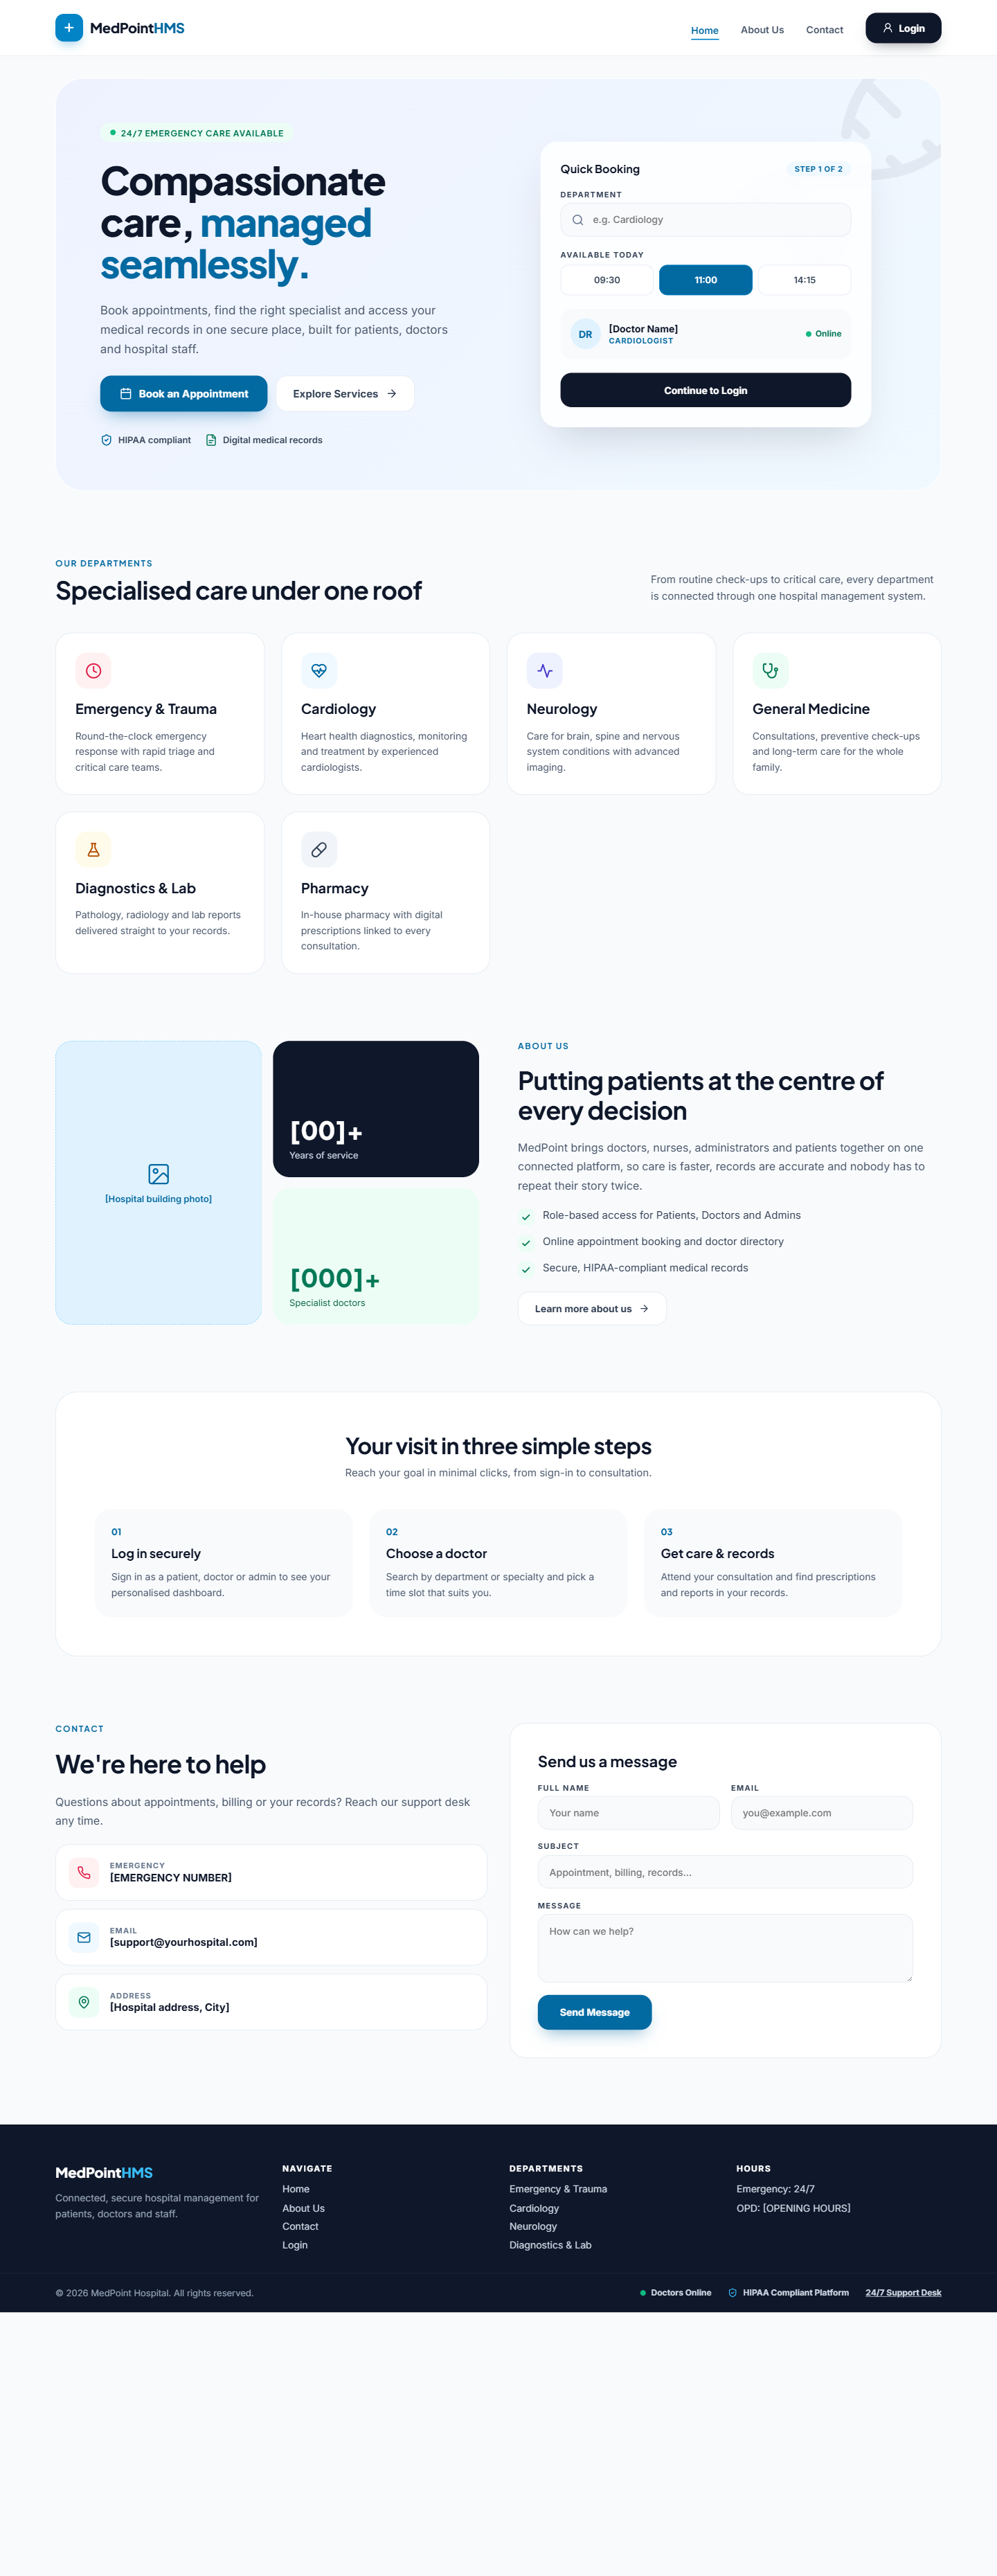 MedPointHMS
Home
About Us
Contact
Login
24/7 EMERGENCY CARE AVAILABLE
Compassionate
care, managed
seamlessly.
Book appointments, find the right specialist and access your
medical records in one secure place, built for patients, doctors
and hospital staff.
Book an Appointment
Explore Services
HIPAA compliant
Digital medical records
Quick Booking
STEP 1 OF 2
DEPARTMENT
e.g. Cardiology
AVAILABLE TODAY
09:30
11:00
14:15
DR
[Doctor Name]
CARDIOLOGIST
Online
Continue to Login
OUR DEPARTMENTS
Specialised care under one roof
From routine check-ups to critical care, every department
is connected through one hospital management system.
Emergency & Trauma
Round-the-clock emergency
response with rapid triage and
critical care teams.
Cardiology
Heart health diagnostics, monitoring
and treatment by experienced
cardiologists.
Neurology
Care for brain, spine and nervous
system conditions with advanced
imaging.
General Medicine
Consultations, preventive check-ups
and long-term care for the whole
family.
Diagnostics & Lab
Pathology, radiology and lab reports
delivered straight to your records.
Pharmacy
In-house pharmacy with digital
prescriptions linked to every
consultation.
[Hospital building photo]
[00]+
Years of service
[000]+
Specialist doctors
ABOUT US
Putting patients at the centre of
every decision
MedPoint brings doctors, nurses, administrators and patients together on one
connected platform, so care is faster, records are accurate and nobody has to
repeat their story twice.
Role-based access for Patients, Doctors and Admins
Online appointment booking and doctor directory
Secure, HIPAA-compliant medical records
Learn more about us
Your visit in three simple steps
Reach your goal in minimal clicks, from sign-in to consultation.
01
Log in securely
Sign in as a patient, doctor or admin to see your
personalised dashboard.
02
Choose a doctor
Search by department or specialty and pick a
time slot that suits you.
03
Get care & records
Attend your consultation and find prescriptions
and reports in your records.
CONTACT
We're here to help
Questions about appointments, billing or your records? Reach our support desk
any time.
EMERGENCY
[EMERGENCY NUMBER]
EMAIL
[support@yourhospital.com]
ADDRESS
[Hospital address, City]
Send us a message
FULL NAME
Your name
EMAIL
you@example.com
SUBJECT
Appointment, billing, records...
MESSAGE
How can we help?
Send Message
MedPointHMS
Connected, secure hospital management for
patients, doctors and staff.
NAVIGATE
Home
About Us
Contact
Login
DEPARTMENTS
Emergency & Trauma
Cardiology
Neurology
Diagnostics & Lab
HOURS
Emergency: 24/7
OPD: [OPENING HOURS]
© 2026 MedPoint Hospital. All rights reserved.
Doctors Online
HIPAA Compliant Platform
24/7 Support Desk